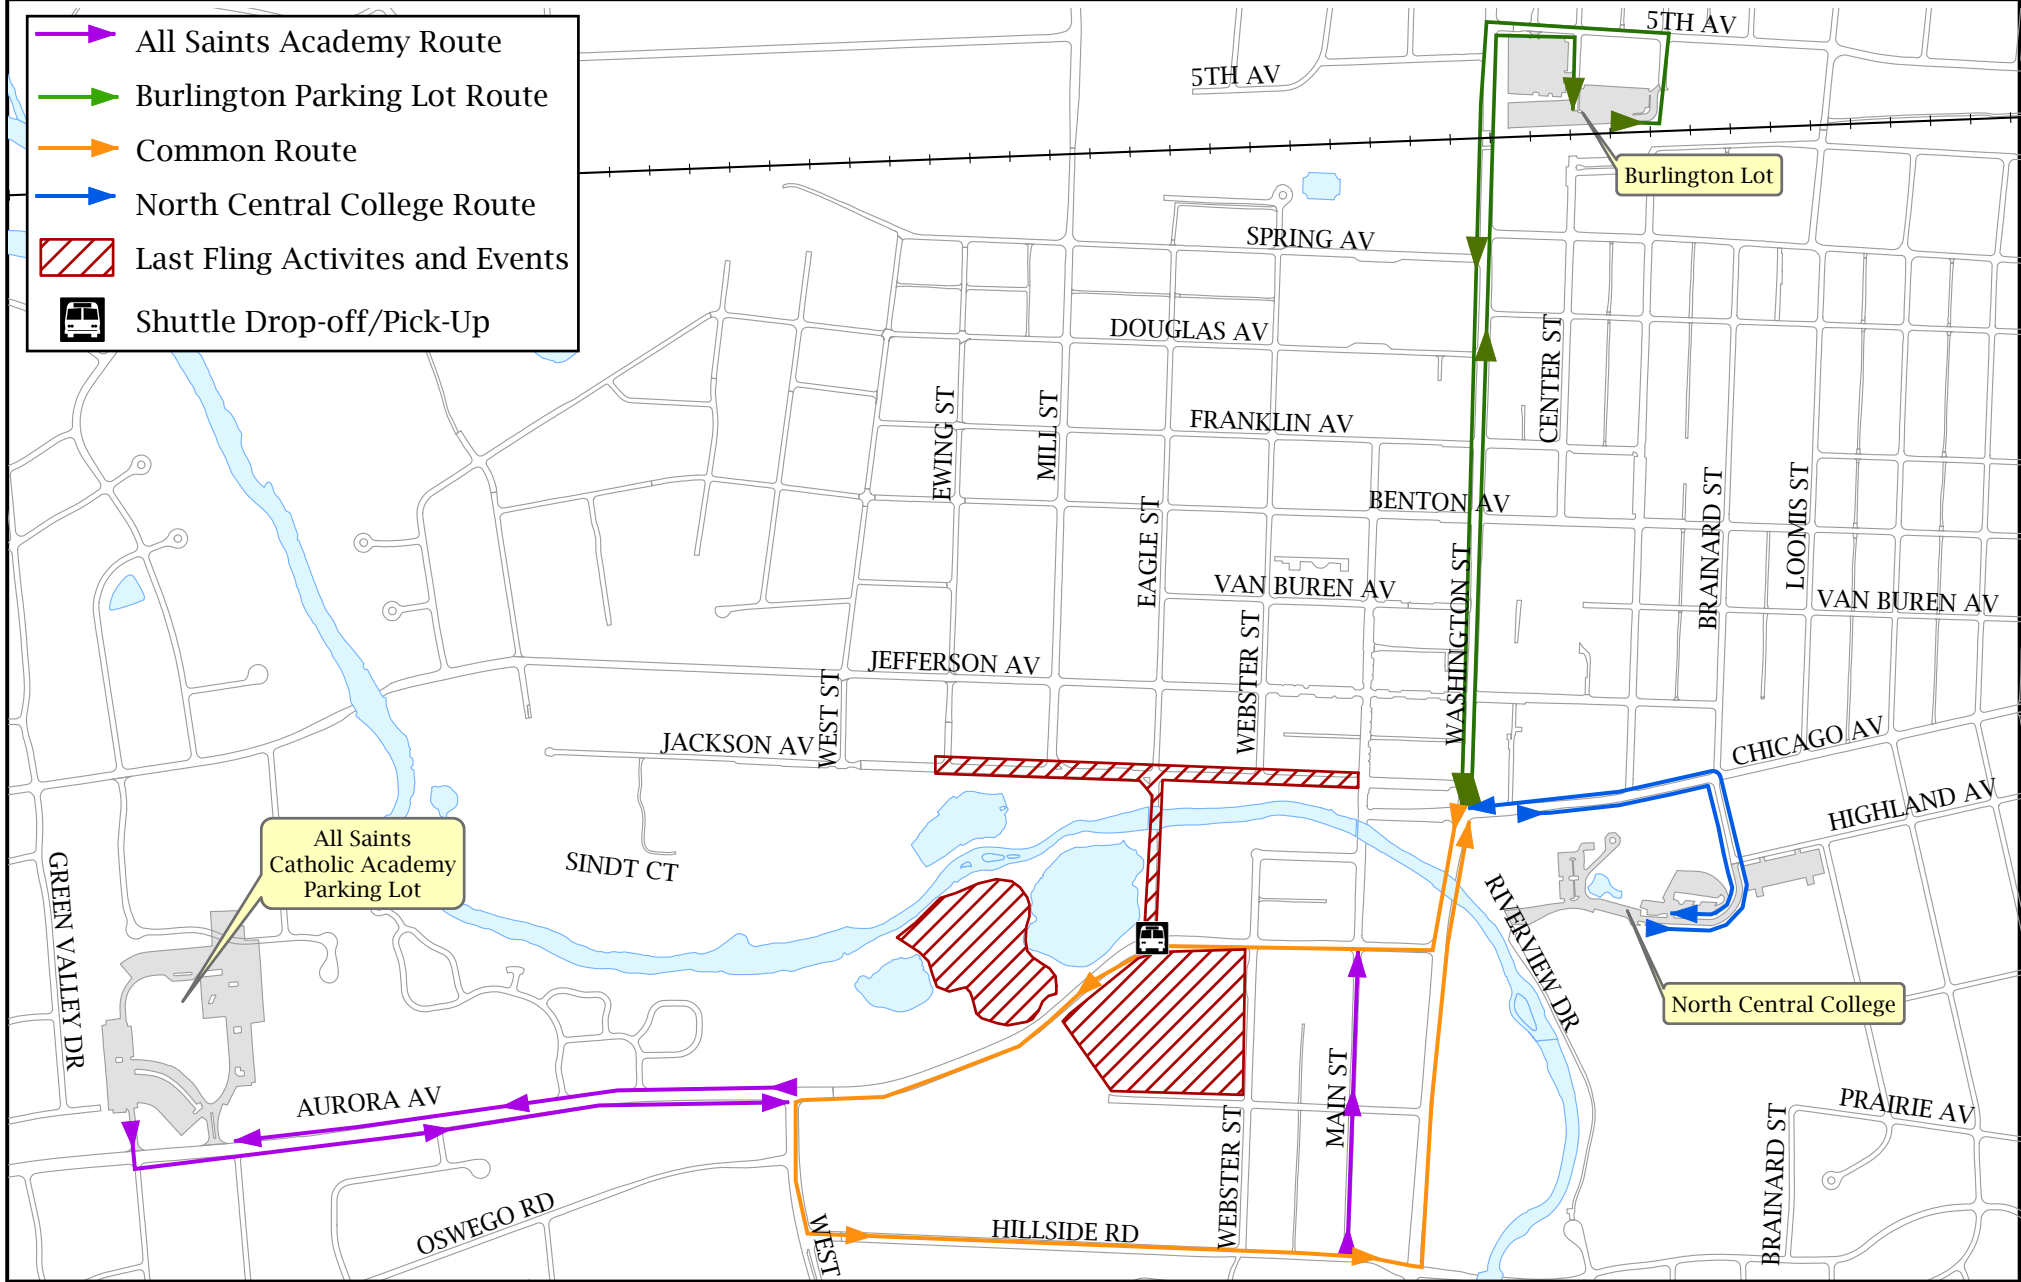 All Saints Academy Route
Burlington Parking Lot Route
Common Route
North Central College Route
Last Fling Activites and Events
Shuttle Drop-off/Pick-Up
5TH AV
5TH AV
Burlington Lot
SPRING AV
DOUGLAS AV
CENTER ST
FRANKLIN AV
EWING ST
MILL ST
BENTON AV
BRAINARD ST
LOOMIS ST
EAGLE ST
VAN BUREN AV
VAN BUREN AV
WASHINGTON ST
WEBSTER ST
JEFFERSON AV
WEST ST
JACKSON AV
CHICAGO AV
HIGHLAND AV
All Saints
Catholic Academy
Parking Lot
SINDT CT
GREEN VALLEY DR
RIVERVIEW DR
North Central College
AURORA AV
MAIN ST
WEBSTER ST
PRAIRIE AV
BRAINARD ST
OSWEGO RD
WEST
HILLSIDE RD